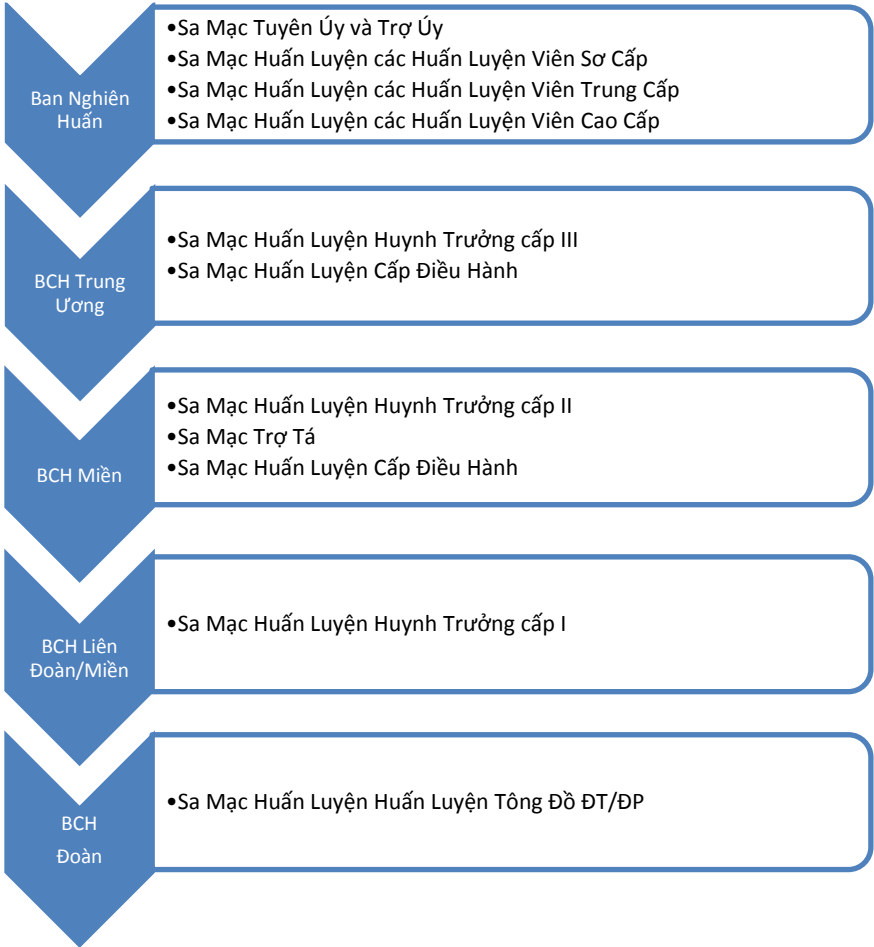 Ban Nghiên
Huấn
•Sa Mạc Tuyên Úy và Trợ Úy
•Sa Mạc Huấn Luyện các Huấn Luyện Viên Sơ Cấp
•Sa Mạc Huấn Luyện các Huấn Luyện Viên Trung Cấp
•Sa Mạc Huấn Luyện các Huấn Luyện Viên Cao Cấp
BCH Trung
Ương
•Sa Mạc Huấn Luyện Huynh Trưởng cấp III
•Sa Mạc Huấn Luyện Cấp Điều Hành
BCH Miền
•Sa Mạc Huấn Luyện Huynh Trưởng cấp II
•Sa Mạc Trợ Tá
•Sa Mạc Huấn Luyện Cấp Điều Hành
BCH Liên
Đoàn/Miền
•Sa Mạc Huấn Luyện Huynh Trưởng cấp I
BCH
Đoàn
•Sa Mạc Huấn Luyện Huấn Luyện Tông Đồ ĐT/ĐP